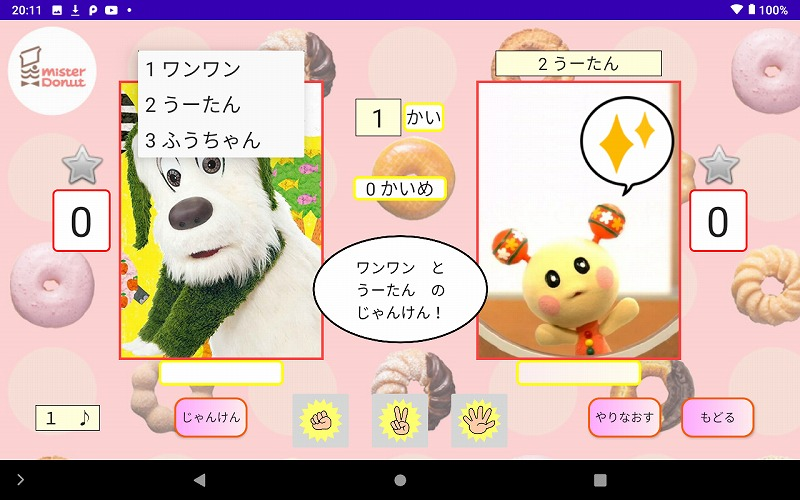 20:11
100%
mister
Donut
1 ワンワン
2 うーたん
3 ふうちゃん
2 うーたん
1 かい
0 かいめ
0
0
ワンワン と
うーたん の
じゃんけん！
1 ♪
じゃんけん
やりなおす
もどる